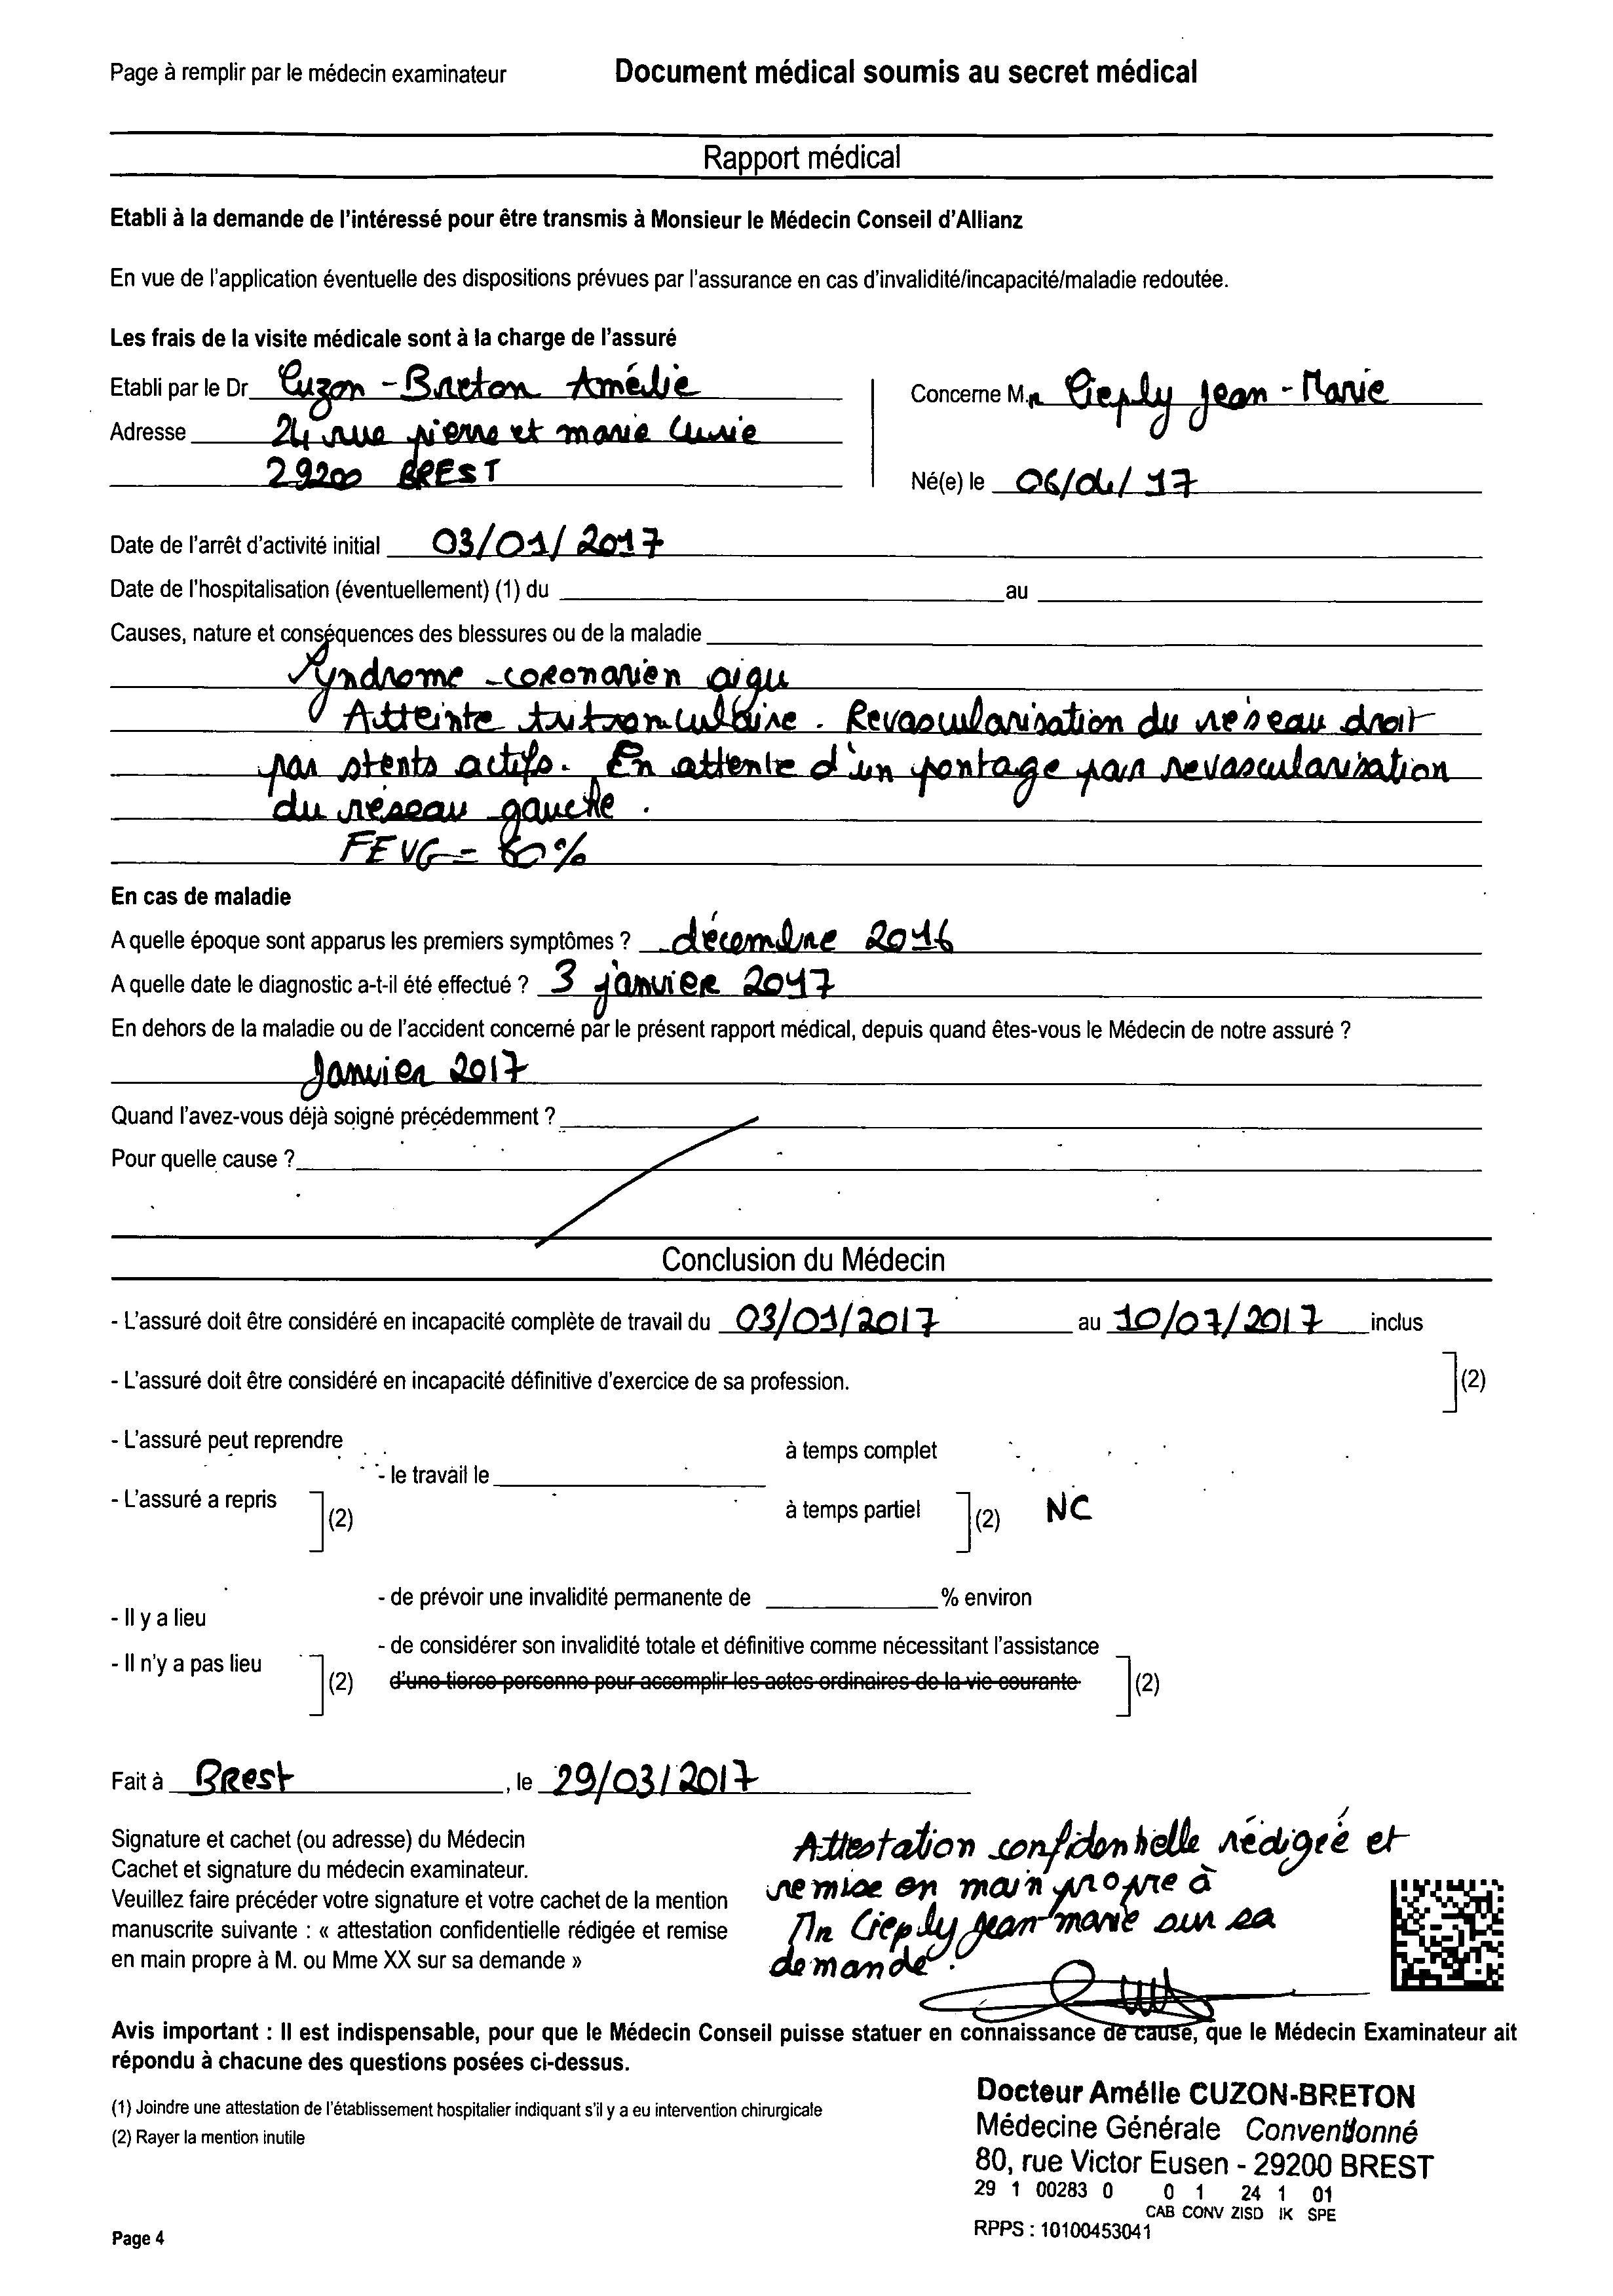 Page à remplir par le médecin examinateur Document médical soumis au secret médical
Rapport médical
Etabli à la demande de l'intéressé pour être transmis à Monsieur le Médecin Conseil d'Allianz
En vue de l'application éventuelle des dispositions prévues par l'assurance en cas d'invalidité/incapacité/maladie redoutée.
Les frais de la visite médicale sont à la charge de l'assuré
Etabli par le Dr Cuzon-Breton Amélie
Adresse 24 rue pierre et marie Curie
29200 BREST
Concerne M.r Cieply Jean-Marie
Né(e) le 06/04/17
Date de l'arrêt d'activité initial 03/01/2017
Date de l'hospitalisation (éventuellement) (1) du au
Causes, nature et conséquences des blessures ou de la maladie
Syndrome coronarien aigu
Atteinte tritronculaire. Revascularisation du réseau droit
par stents actifs. En attente d'un pontage par revascularisation
du réseau gauche.
FEVG = 60%
En cas de maladie
A quelle époque sont apparus les premiers symptômes ? décembre 2016
A quelle date le diagnostic a-t-il été effectué ? 3 janvier 2017
En dehors de la maladie ou de l'accident concerné par le présent rapport médical, depuis quand êtes-vous le Médecin de notre assuré ?
Janvier 2017
Quand l'avez-vous déjà soigné précédemment ?
Pour quelle cause ?
Conclusion du Médecin
- L'assuré doit être considéré en incapacité complète de travail du 03/01/2017 au 10/07/2017 inclus
- L'assuré doit être considéré en incapacité définitive d'exercice de sa profession. (2)
- L'assuré peut reprendre à temps complet
- le travail le
- L'assuré a repris (2) à temps partiel (2) NC
- de prévoir une invalidité permanente de % environ
- Il y a lieu
- de considérer son invalidité totale et définitive comme nécessitant l'assistance
- Il n'y a pas lieu (2) d'une tierce personne pour accomplir les actes ordinaires de la vie courante (2)
Fait à Brest, le 29/03/2017
Signature et cachet (ou adresse) du Médecin
Cachet et signature du médecin examinateur.
Veuillez faire précéder votre signature et votre cachet de la mention
manuscrite suivante : « attestation confidentielle rédigée et remise
en main propre à M. ou Mme XX sur sa demande »
Attestation confidentielle rédigée et
remise en main propre à
Mr Cieply Jean-marie sur sa
demande.
Avis important : Il est indispensable, pour que le Médecin Conseil puisse statuer en connaissance de cause, que le Médecin Examinateur ait
répondu à chacune des questions posées ci-dessus.
(1) Joindre une attestation de l'établissement hospitalier indiquant s'il y a eu intervention chirurgicale
(2) Rayer la mention inutile
Docteur Amélie CUZON-BRETON
Médecine Générale Conventionné
80, rue Victor Eusen - 29200 BREST
29 1 00283 0 0 1 24 1 01
CAB CONV ZISD IK SPE
RPPS : 10100453041
Page 4